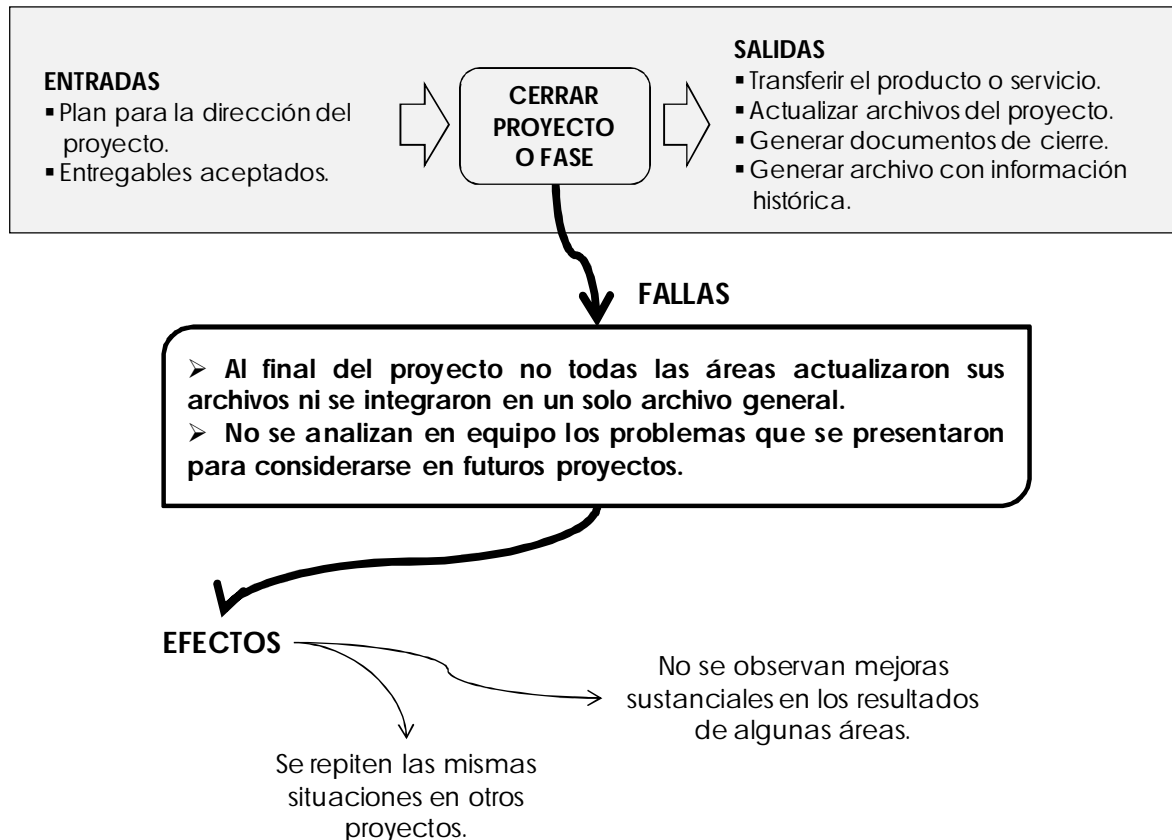 ENTRADAS
▪ Plan para la dirección del
proyecto.
▪ Entregables aceptados.
CERRAR
PROYECTO
O FASE
SALIDAS
▪ Transferir el producto o servicio.
▪ Actualizar archivos del proyecto.
▪ Generar documentos de cierre.
▪ Generar archivo con información
histórica.
FALLAS
➢ Al final del proyecto no todas las áreas actualizaron sus
archivos ni se integraron en un solo archivo general.
➢ No se analizan en equipo los problemas que se presentaron
para considerarse en futuros proyectos.
EFECTOS
No se observan mejoras
sustanciales en los resultados
de algunas áreas.
Se repiten las mismas
situaciones en otros
proyectos.